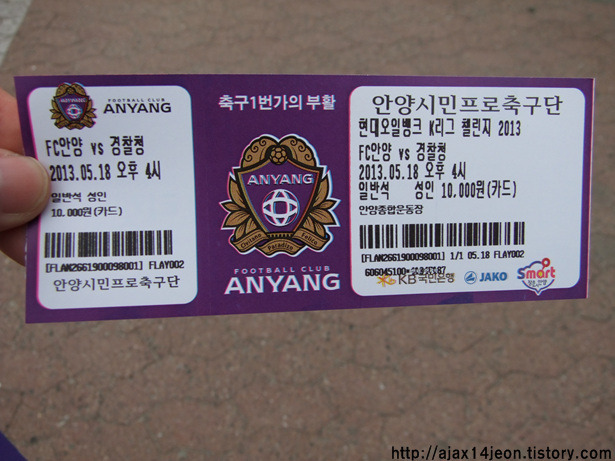 FOOTBALL CLUB
ANYANG
FC안양 vs 경찰청
2013.05.18 오후 4시
일반석 성인
10.000원(카드)
[FLAN2661900098001] FLAY002
안양시민프로축구단
축구1번가의 부활
ANYANG
Cittano Paradiso Felice
FOOTBALL CLUB
ANYANG
안양시민프로축구단
현대오일뱅크 K리그 챌린지 2013
FC안양 vs 경찰청
2013.05.18 오후 4시
일반석 성인 10.000원(카드)
안양종합운동장
[FLAN2661900098001] 1/1 05.18 FLAY002
KB국민은행 JAKO Smart
http://ajax14jeon.tistory.com